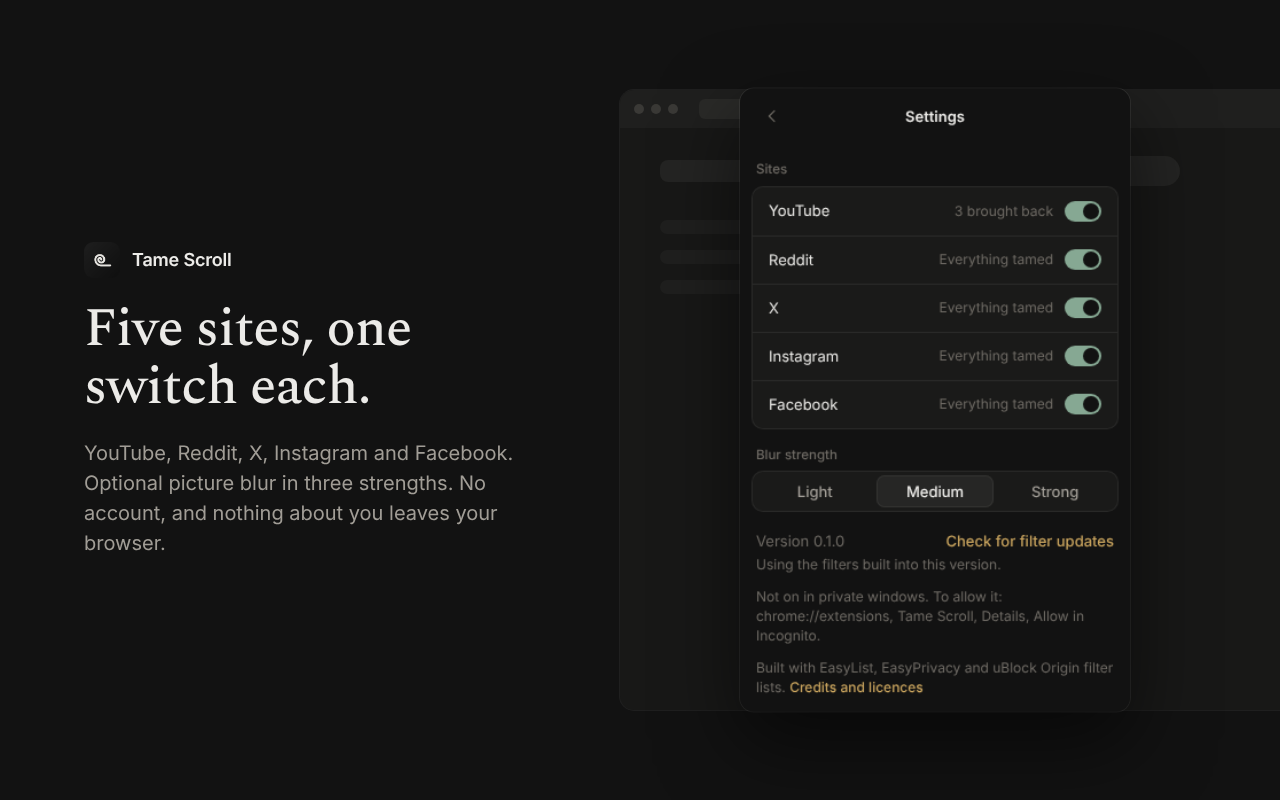 Tame Scroll
Five sites, one
switch each.
YouTube, Reddit, X, Instagram and Facebook.
Optional picture blur in three strengths. No
account, and nothing about you leaves your
browser.
Settings
Sites
YouTube 3 brought back
Reddit Everything tamed
X Everything tamed
Instagram Everything tamed
Facebook Everything tamed
Blur strength
Light Medium Strong
Version 0.1.0 Check for filter updates
Using the filters built into this version.
Not on in private windows. To allow it:
chrome://extensions, Tame Scroll, Details, Allow in
Incognito.
Built with EasyList, EasyPrivacy and uBlock Origin filter
lists. Credits and licences